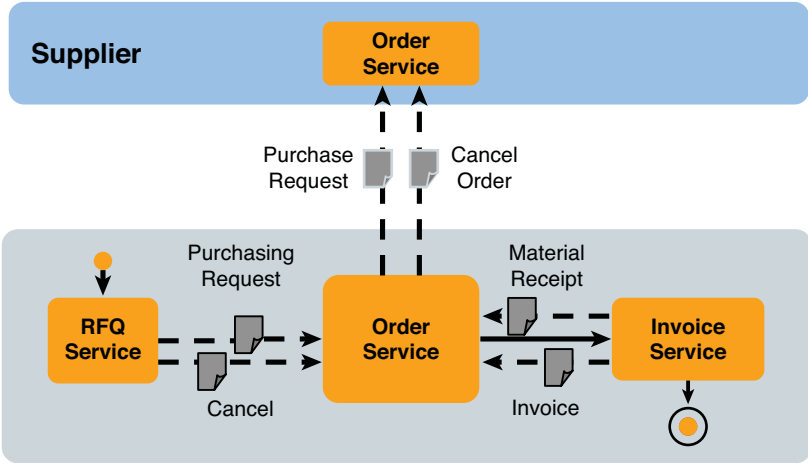 Supplier
Order
Service
Purchase
Request
Cancel
Order
Purchasing
Request
Material
Receipt
RFQ
Service
Order
Service
Invoice
Service
Cancel
Invoice